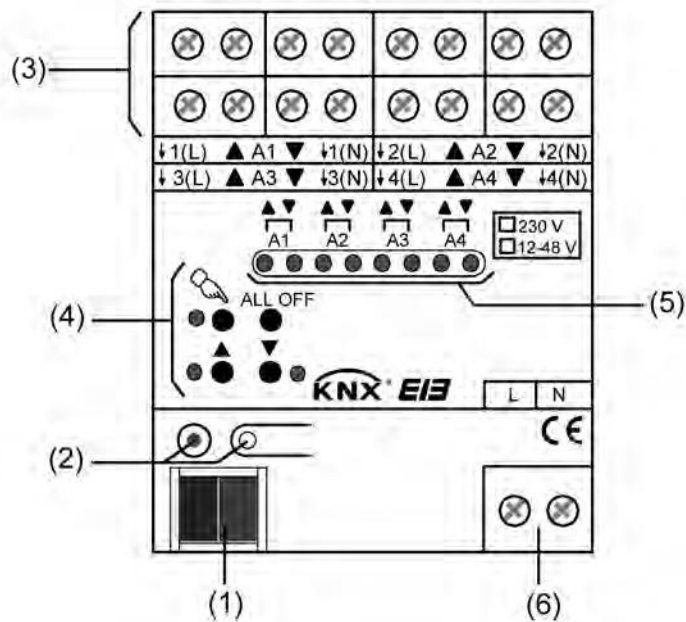 (3)
↓1(L) ▲ A1 ▼ ↓1(N) ↓2(L) ▲ A2 ▼ ↓2(N)
↓3(L) ▲ A3 ▼ ↓3(N) ↓4(L) ▲ A4 ▼ ↓4(N)
▲▼ ▲▼ ▲▼ ▲▼
A1 A2 A3 A4
230 V
12-48 V
(5)
(4)
ALL OFF
▲ ▼
KNX® EIB
L N
CE
(2)
(1)
(6)